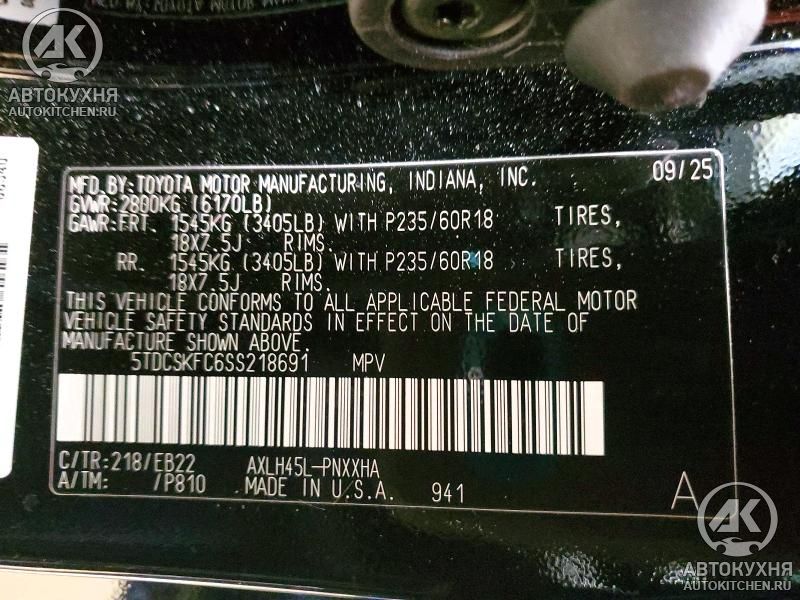 АК
АВТОКУХНЯ
AUTOKITCHEN.RU
MFD.BY:TOYOTA MOTOR MANUFACTURING, INDIANA, INC. 09/25
GVWR:2800KG (6170LB)
GAWR:FRT. 1545KG (3405LB) WITH P235/60R18 TIRES,
18X7.5J RIMS.
RR. 1545KG (3405LB) WITH P235/60R18 TIRES,
18X7.5J RIMS.
THIS VEHICLE CONFORMS TO ALL APPLICABLE FEDERAL MOTOR
VEHICLE SAFETY STANDARDS IN EFFECT ON THE DATE OF
MANUFACTURE SHOWN ABOVE.
5TDCSKFC6SS218691 MPV
C/TR:218/EB22 AXLH45L-PNXXHA
A/TM: /P810 MADE IN U.S.A. 941 A
АК
АВТОКУХНЯ
AUTOKITCHEN.RU